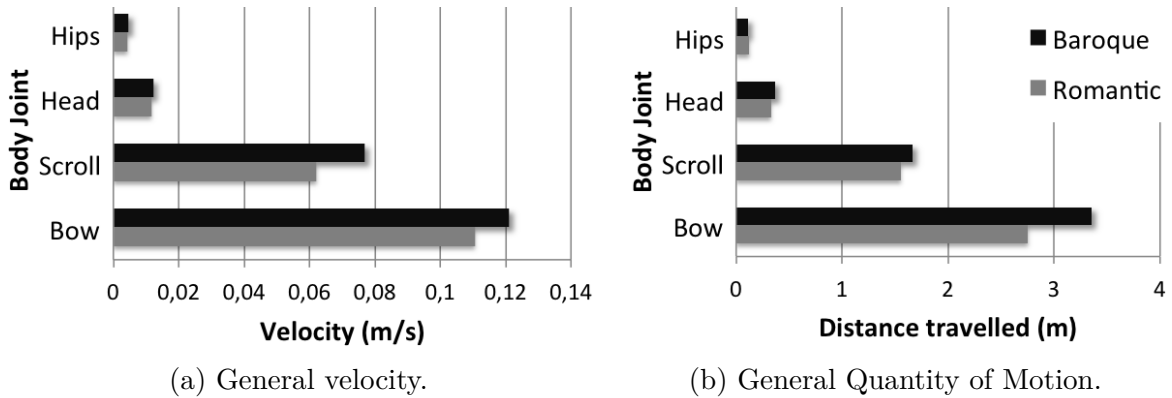 Body Joint
Hips
Head
Scroll
Bow
0 0,02 0,04 0,06 0,08 0,1 0,12 0,14
Velocity (m/s)
(a) General velocity.
Body Joint
Hips
Head
Scroll
Bow
Baroque
Romantic
0 1 2 3 4
Distance travelled (m)
(b) General Quantity of Motion.